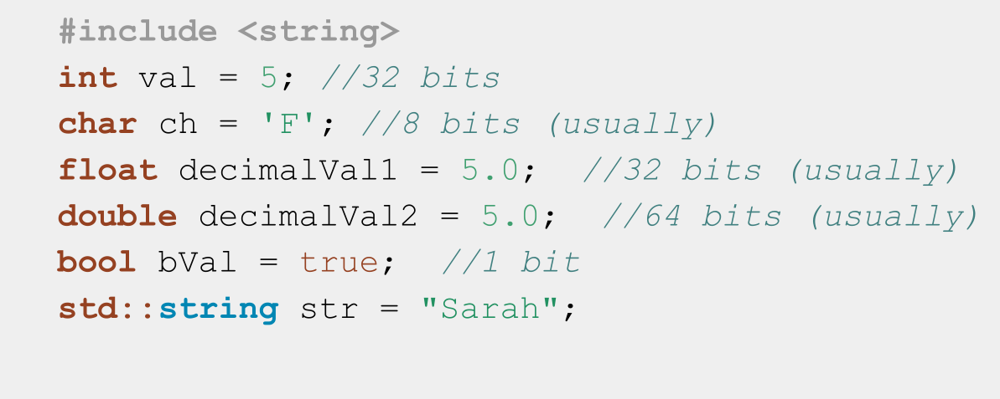 #include <string>
int val = 5; //32 bits
char ch = 'F'; //8 bits (usually)
float decimalVal1 = 5.0;  //32 bits (usually)
double decimalVal2 = 5.0;  //64 bits (usually)
bool bVal = true;  //1 bit
std::string str = "Sarah";